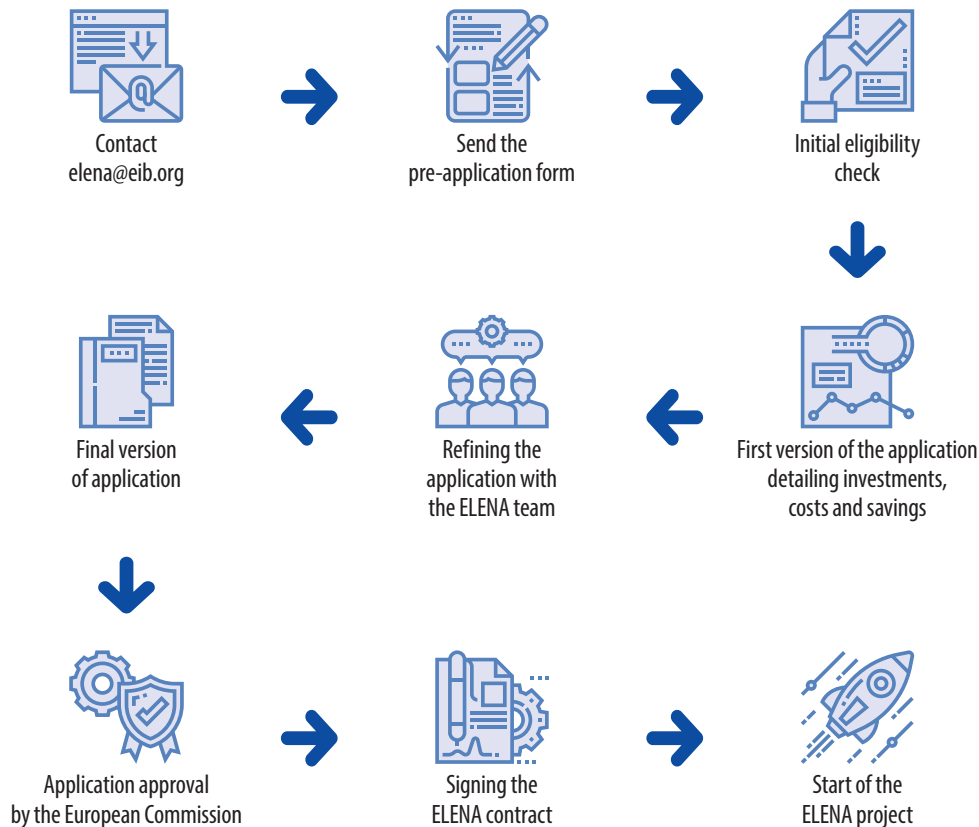 Contact
elena@eib.org
Send the
pre-application form
Initial eligibility
check
First version of the application
detailing investments,
costs and savings
Refining the
application with
the ELENA team
Final version
of application
Application approval
by the European Commission
Signing the
ELENA contract
Start of the
ELENA project